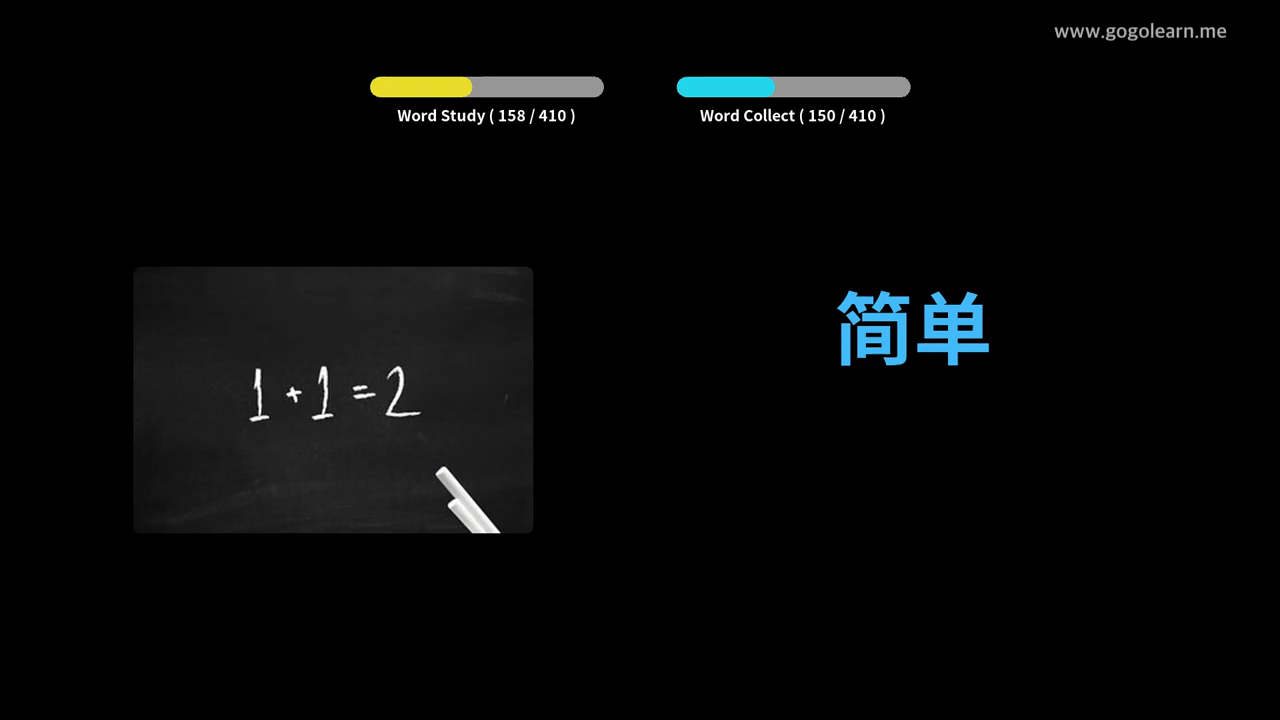 www.gogolearn.me
Word Study ( 158 / 410 )
Word Collect ( 150 / 410 )
简单
1 + 1 = 2